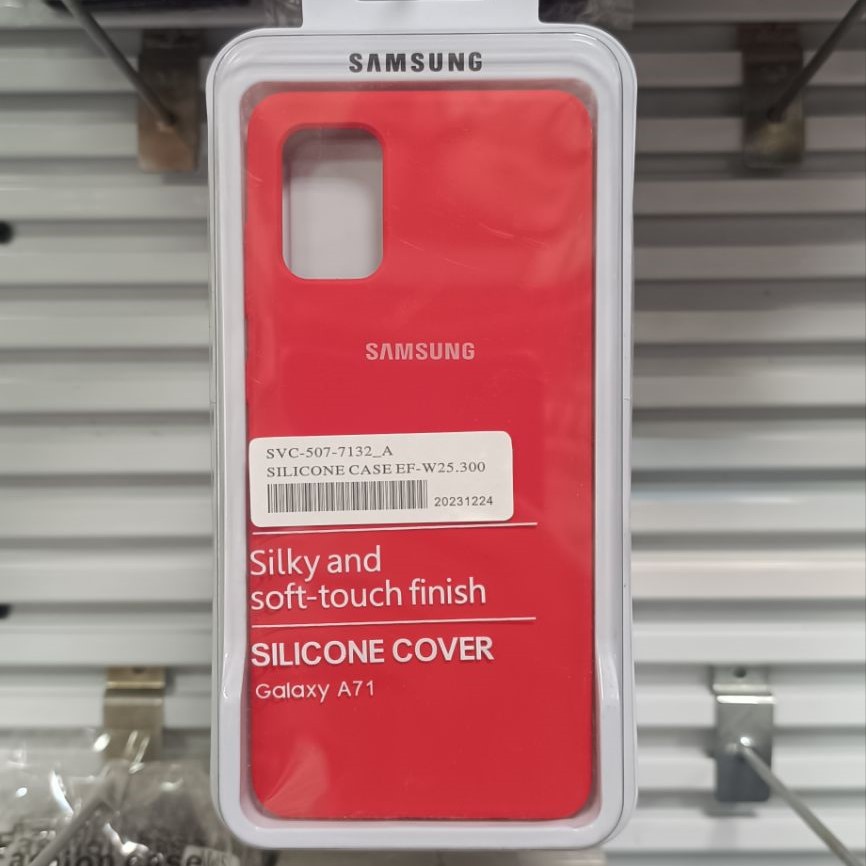 SAMSUNG
SAMSUNG
SVC-507-7132_A
SILICONE CASE EF-W25.300
20231224
Silky and
soft-touch finish
SILICONE COVER
Galaxy A71